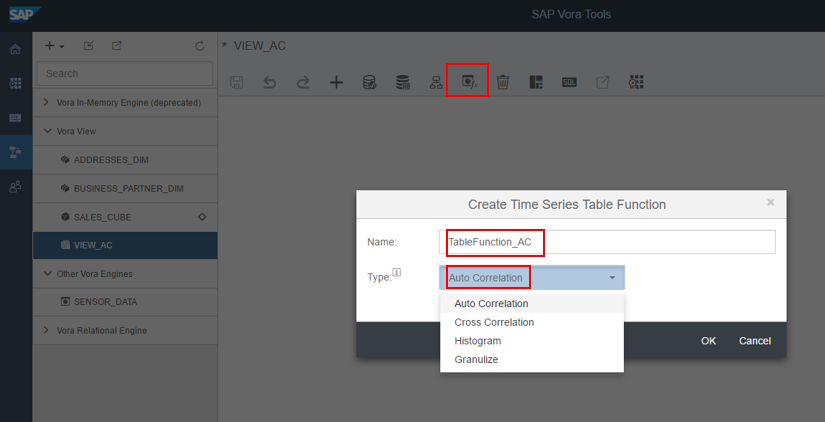 SAP
SAP Vora Tools
* VIEW_AC
Search
Vora In-Memory Engine (deprecated)
Vora View
ADDRESSES_DIM
BUSINESS_PARTNER_DIM
SALES_CUBE
VIEW_AC
Other Vora Engines
SENSOR_DATA
Vora Relational Engine
SQL
SQL
fx
Create Time Series Table Function
×
Name: TableFunction_AC
Type: i Auto Correlation
Auto Correlation
Cross Correlation
Histogram
Granulize
OK Cancel